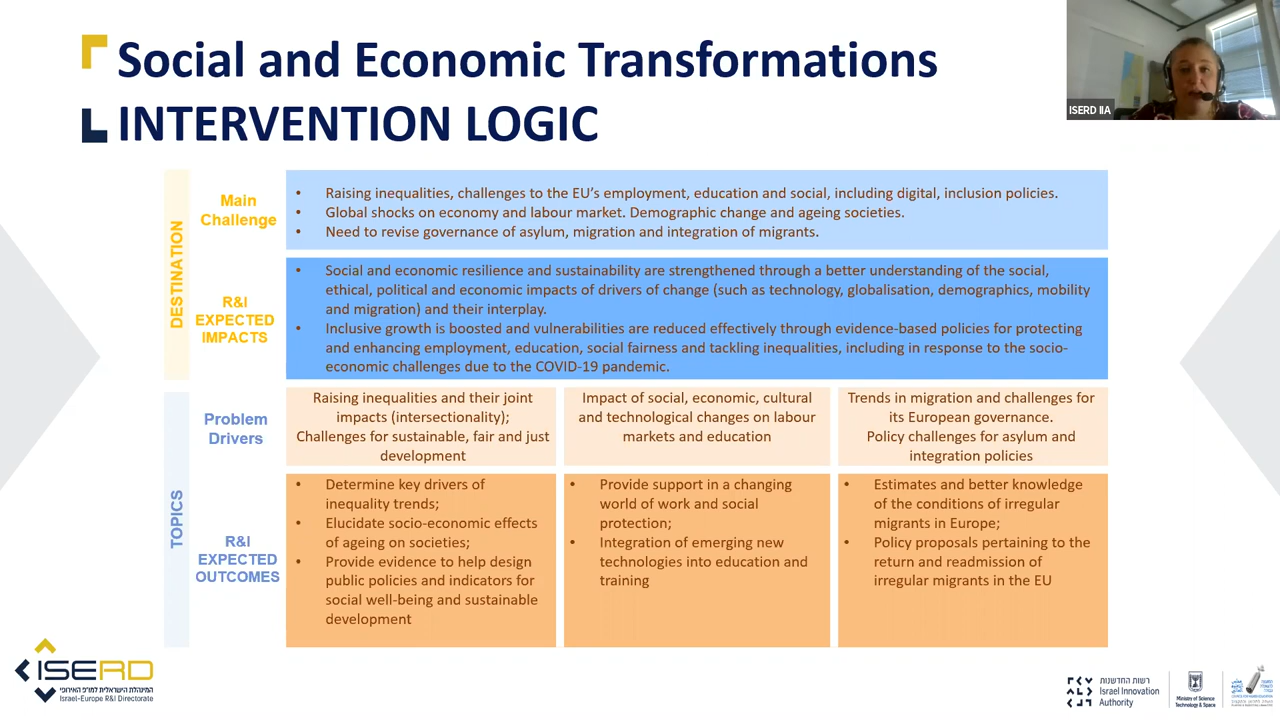 Social and Economic Transformations
INTERVENTION LOGIC
ISERD IIA
DESTINATION
Main
Challenge
• Raising inequalities, challenges to the EU’s employment, education and social, including digital, inclusion policies.
• Global shocks on economy and labour market. Demographic change and ageing societies.
• Need to revise governance of asylum, migration and integration of migrants.
R&I
EXPECTED
IMPACTS
• Social and economic resilience and sustainability are strengthened through a better understanding of the social,
ethical, political and economic impacts of drivers of change (such as technology, globalisation, demographics, mobility
and migration) and their interplay.
• Inclusive growth is boosted and vulnerabilities are reduced effectively through evidence-based policies for protecting
and enhancing employment, education, social fairness and tackling inequalities, including in response to the socio-
economic challenges due to the COVID-19 pandemic.
TOPICS
Problem
Drivers
Raising inequalities and their joint
impacts (intersectionality);
Challenges for sustainable, fair and just
development
Impact of social, economic, cultural
and technological changes on labour
markets and education
Trends in migration and challenges for
its European governance.
Policy challenges for asylum and
integration policies
R&I
EXPECTED
OUTCOMES
• Determine key drivers of
inequality trends;
• Elucidate socio-economic effects
of ageing on societies;
• Provide evidence to help design
public policies and indicators for
social well-being and sustainable
development
• Provide support in a changing
world of work and social
protection;
• Integration of emerging new
technologies into education and
training
• Estimates and better knowledge
of the conditions of irregular
migrants in Europe;
• Policy proposals pertaining to the
return and readmission of
irregular migrants in the EU
ISERD
המינהלת הישראלית למו״פ האירופי
Israel-Europe R&I Directorate
רשות החדשנות
Israel Innovation
Authority
Ministry of Science
Technology & Space